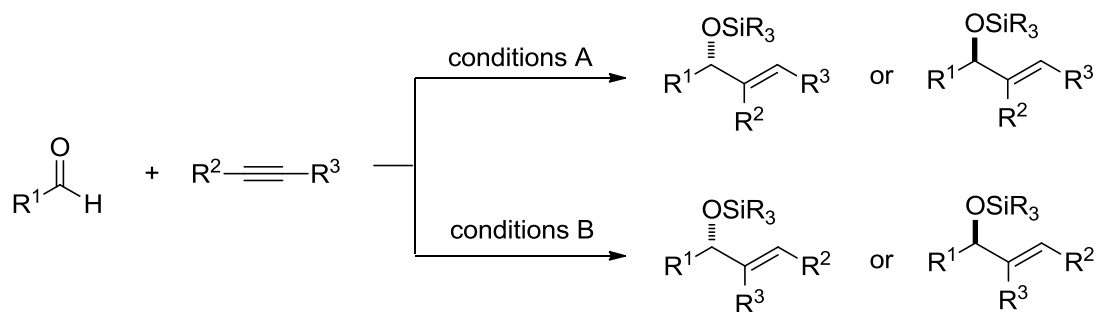 OSiR3 OSiR3
conditions A
R1 R3 or R1 R3
R2 R2
O
R1 H + R2 R3
OSiR3 OSiR3
conditions B
R1 R2 or R1 R2
R3 R3